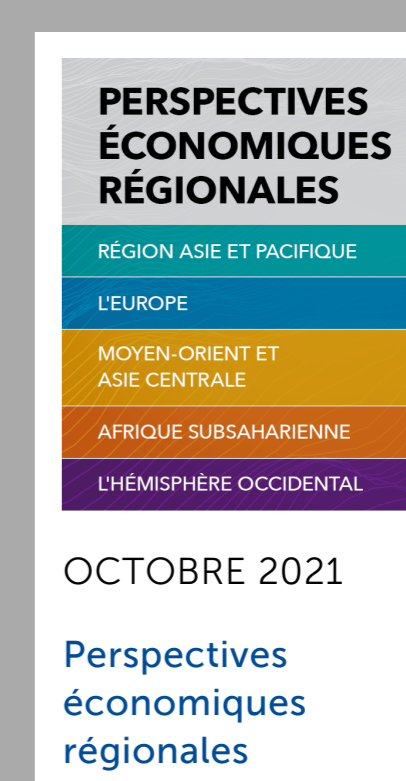 PERSPECTIVES
ÉCONOMIQUES
RÉGIONALES
RÉGION ASIE ET PACIFIQUE
L'EUROPE
MOYEN-ORIENT ET
ASIE CENTRALE
AFRIQUE SUBSAHARIENNE
L'HÉMISPHÈRE OCCIDENTAL
OCTOBRE 2021
Perspectives
économiques
régionales